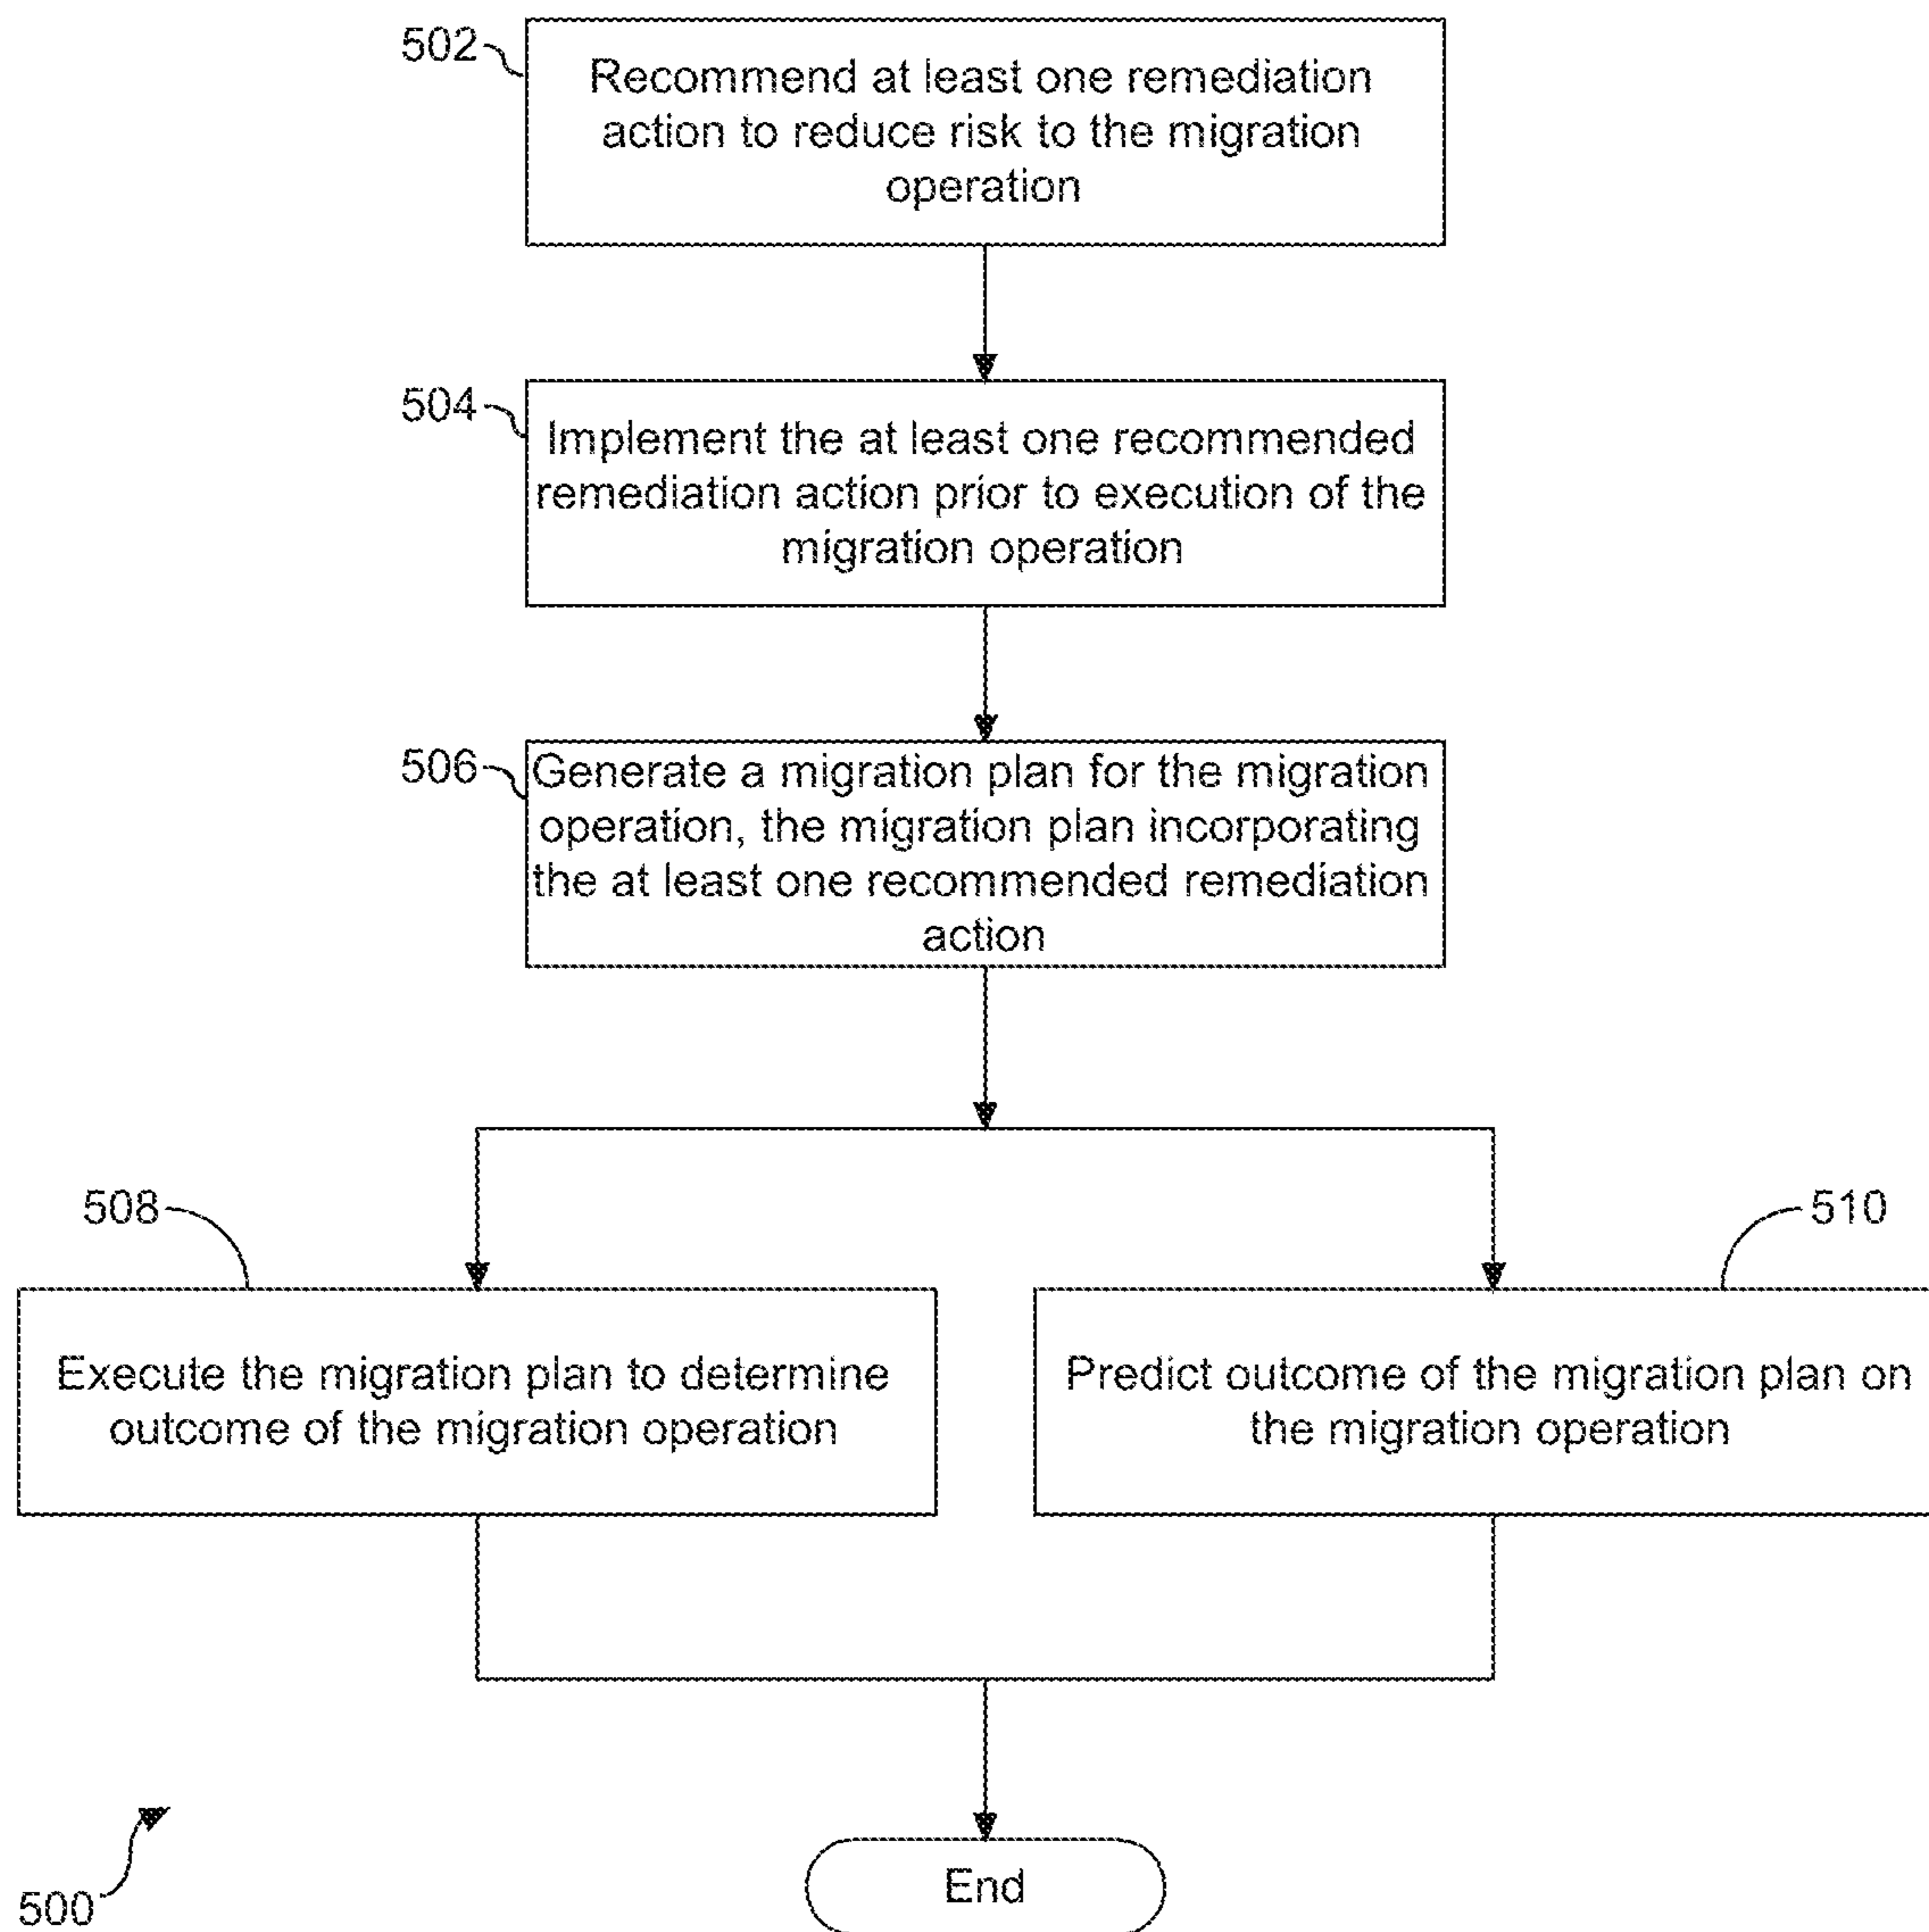 502
Recommend at least one remediation
action to reduce risk to the migration
operation
504
Implement the at least one recommended
remediation action prior to execution of the
migration operation
506
Generate a migration plan for the migration
operation, the migration plan incorporating
the at least one recommended remediation
action
508
510
Execute the migration plan to determine
outcome of the migration operation
Predict outcome of the migration plan on
the migration operation
End
500